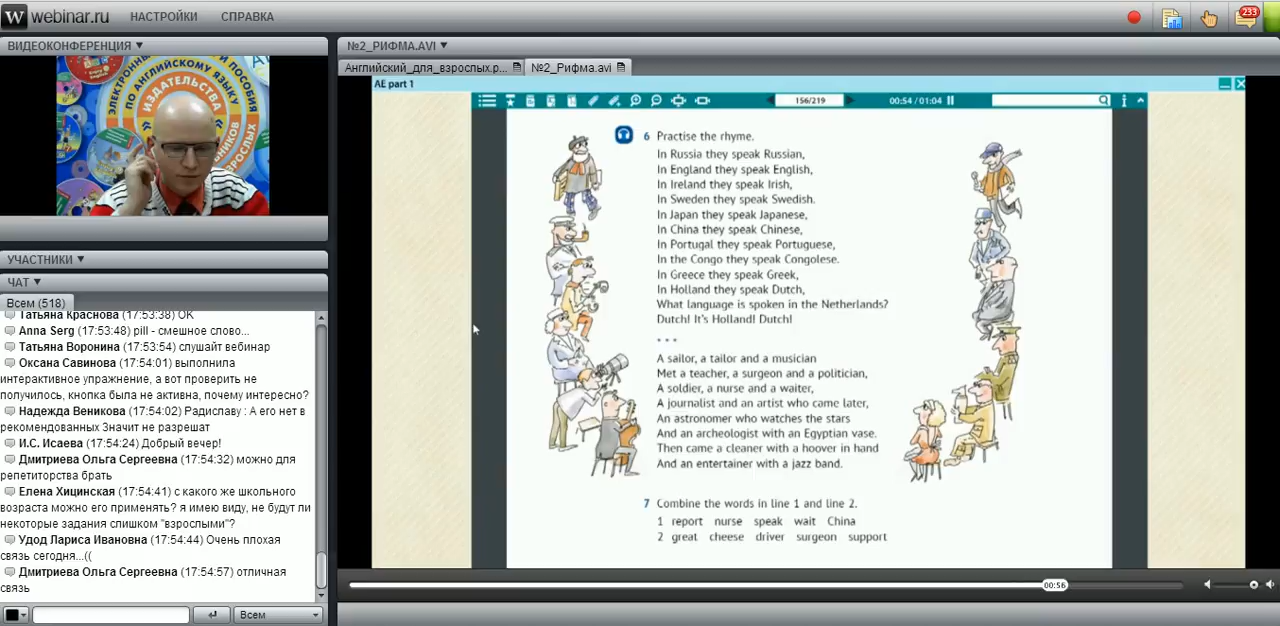 W webinar.ru НАСТРОЙКИ СПРАВКА
233
ВИДЕОКОНФЕРЕНЦИЯ
ЭЛЕКТРОННЫЕ
ПОСОБИЯ
ПО АНГЛИЙСКОМУ ЯЗЫКУ
ИЗДАТЕЛЬСТВА
УЧАСТНИКИ
ЧАТ
Всем (518)
Татьяна Краснова (17:53:38) ОК
Anna Serg (17:53:48) pill - смешное слово...
Татьяна Воронина (17:53:54) слушайт вебинар
Оксана Савинова (17:54:01) выполнила
интерактивное упражнение, а вот проверить не
получилось, кнопка была не активна, почему интересно?
Надежда Веникова (17:54:02) Радиславу : А его нет в
рекомендованных Значит не разрешат
И.С. Исаева (17:54:24) Добрый вечер!
Дмитриева Ольга Сергеевна (17:54:32) можно для
репетиторства брать
Елена Хицинская (17:54:41) с какого же школьного
возраста можно его применять? я имею виду, не будут ли
некоторые задания слишком "взрослыми"?
Удод Лариса Ивановна (17:54:44) Очень плохая
связь сегодня...((
Дмитриева Ольга Сергеевна (17:54:57) отличная
связь
Всем
№2_РИФМА.AVI
Английский_для_взрослых.р... №2_Рифма.avi
AE part 1
156/219 00:54 / 01:04
6 Practise the rhyme.
In Russia they speak Russian,
In England they speak English,
In Ireland they speak Irish,
In Sweden they speak Swedish.
In Japan they speak Japanese,
In China they speak Chinese,
In Portugal they speak Portuguese,
In the Congo they speak Congolese.
In Greece they speak Greek,
In Holland they speak Dutch,
What language is spoken in the Netherlands?
Dutch! It's Holland! Dutch!
* * *
A sailor, a tailor and a musician
Met a teacher, a surgeon and a politician,
A soldier, a nurse and a waiter,
A journalist and an artist who came later,
An astronomer who watches the stars
And an archeologist with an Egyptian vase.
Then came a cleaner with a hoover in hand
And an entertainer with a jazz band.
7 Combine the words in line 1 and line 2.
1 report nurse speak wait China
2 great cheese driver surgeon support
00:56